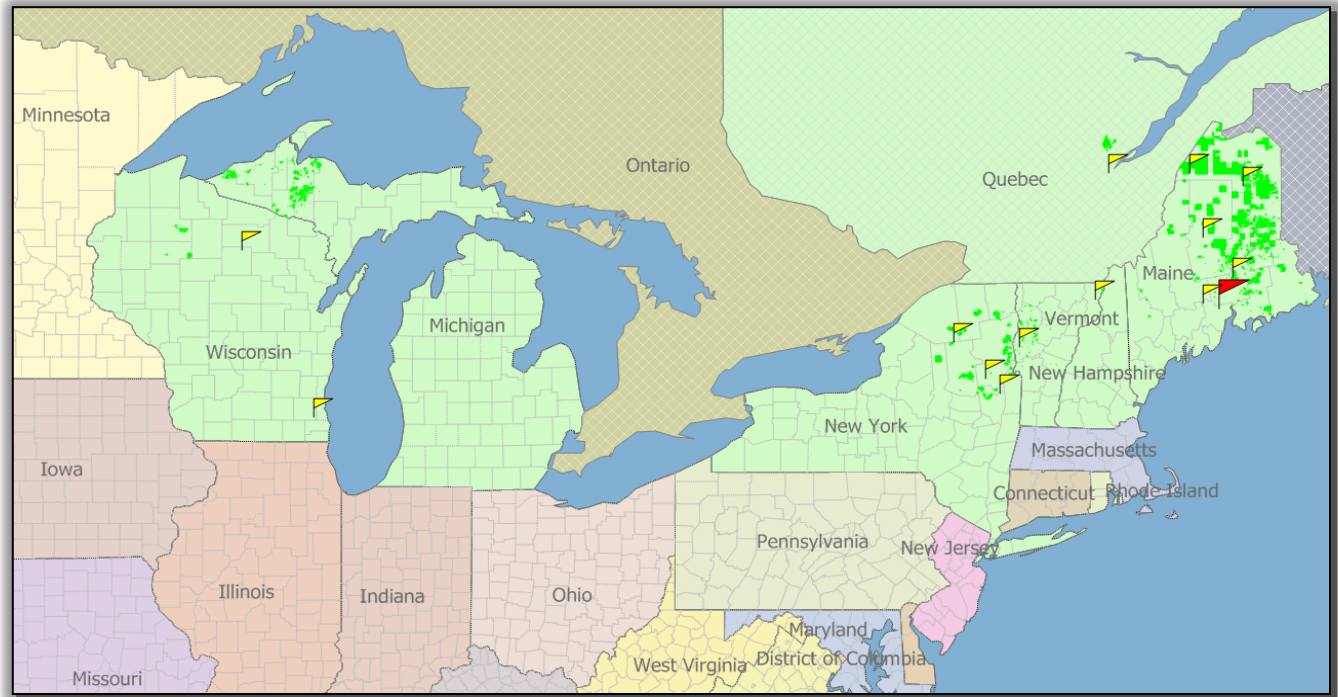 Minnesota
Ontario
Quebec
Maine
Vermont
Michigan
Wisconsin
New Hampshire
New York
Massachusetts
Iowa
Connecticut
Rhode Island
Pennsylvania
New Jersey
Illinois
Indiana
Ohio
Maryland
West Virginia
District of Columbia
Missouri